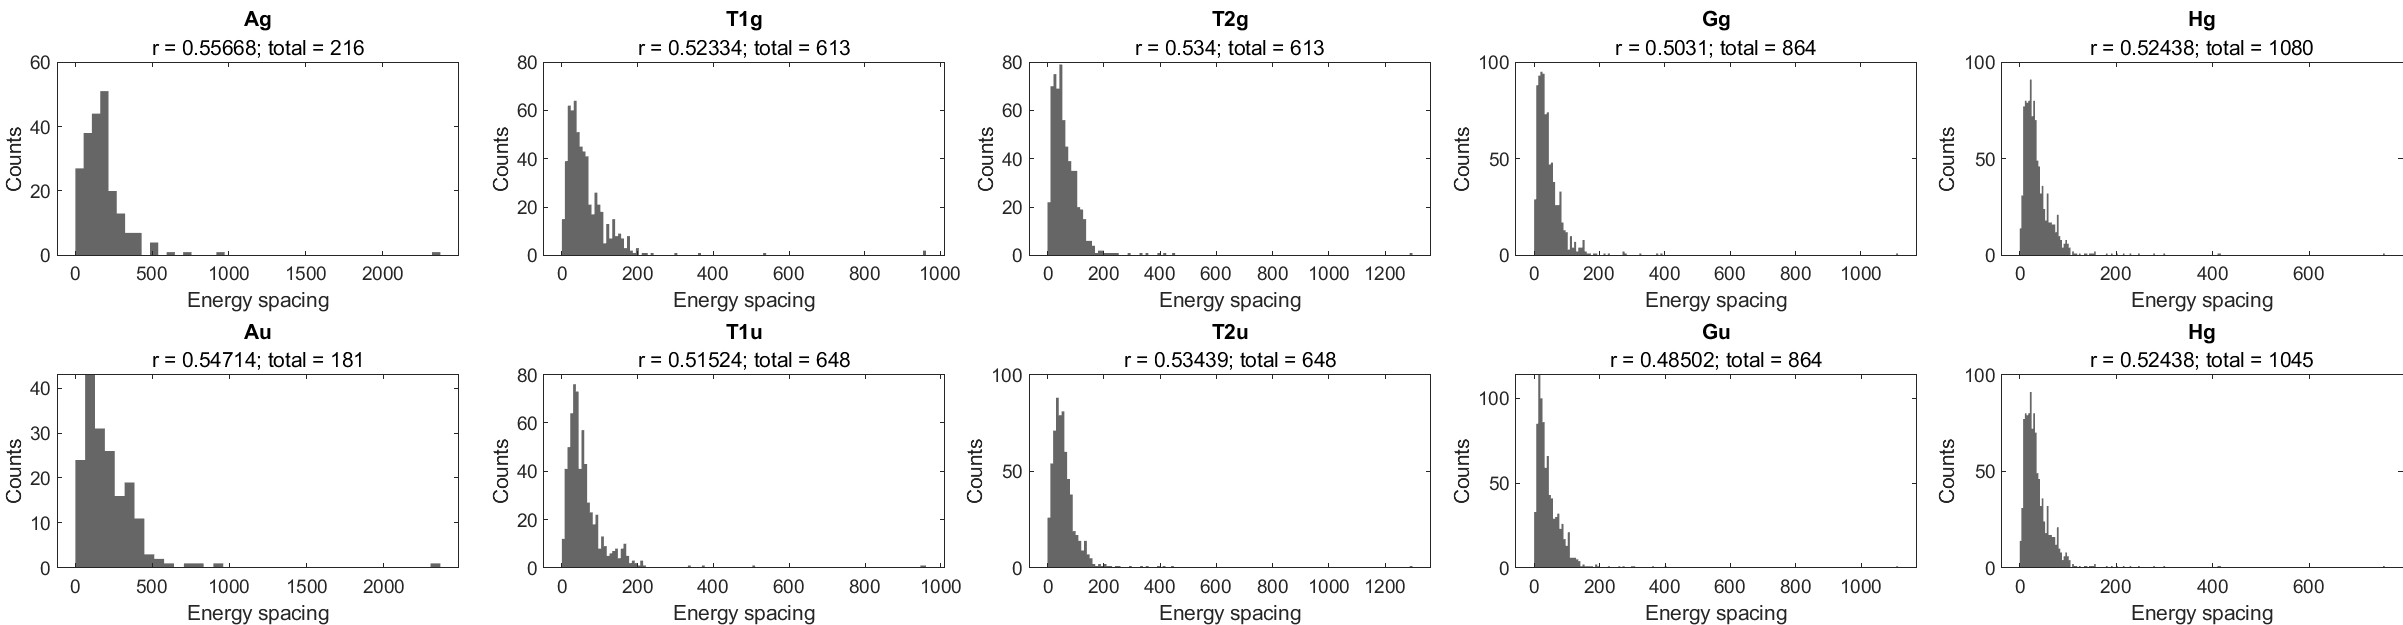 Ag
r = 0.55668; total = 216
60
40
20
0
Counts
0 500 1000 1500 2000
Energy spacing
T1g
r = 0.52334; total = 613
80
60
40
20
0
Counts
0 200 400 600 800 1000
Energy spacing
T2g
r = 0.534; total = 613
80
60
40
20
0
Counts
0 200 400 600 800 1000 1200
Energy spacing
Gg
r = 0.5031; total = 864
100
50
0
Counts
0 200 400 600 800 1000
Energy spacing
Hg
r = 0.52438; total = 1080
100
50
0
Counts
0 200 400 600
Energy spacing
Au
r = 0.54714; total = 181
40
30
20
10
0
Counts
0 500 1000 1500 2000
Energy spacing
T1u
r = 0.51524; total = 648
80
60
40
20
0
Counts
0 200 400 600 800 1000
Energy spacing
T2u
r = 0.53439; total = 648
100
50
0
Counts
0 200 400 600 800 1000 1200
Energy spacing
Gu
r = 0.48502; total = 864
100
50
0
Counts
0 200 400 600 800 1000
Energy spacing
Hg
r = 0.52438; total = 1045
100
50
0
Counts
0 200 400 600
Energy spacing